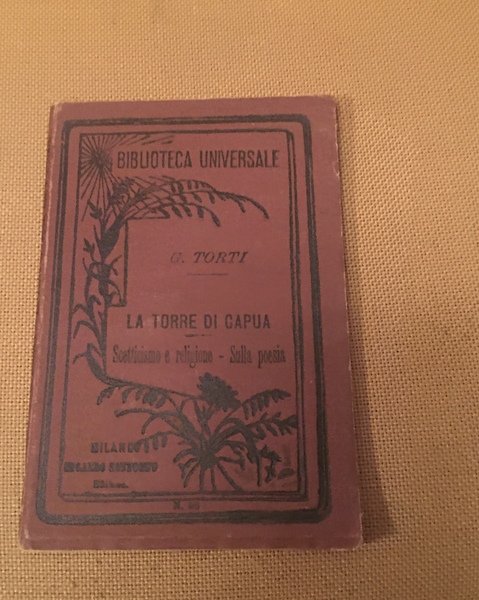 BIBLIOTECA UNIVERSALE
G. TORTI
LA TORRE DI CAPUA
Scetticismo e religione - Sulla poesia
MILANO
EDOARDO SONZOGNO
Editore.
N.